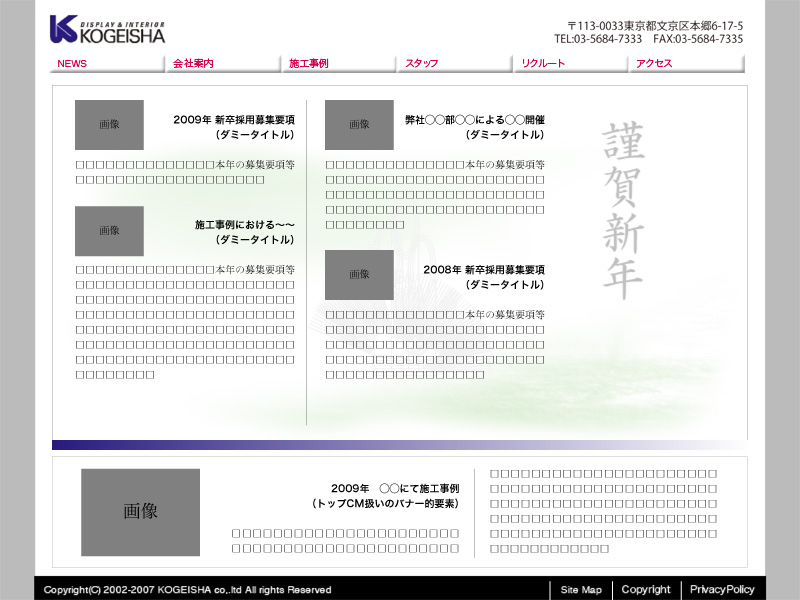 DISPLAY & INTERIOR
KOGEISHA
〒113-0033東京都文京区本郷6-17-5
TEL:03-5684-7333　FAX:03-5684-7335
NEWS
会社案内
施工事例
スタッフ
リクルート
アクセス
画像
2009年 新卒採用募集要項
（ダミータイトル）
□□□□□□□□□□□□□□本年の募集要項等
□□□□□□□□□□□□□□□□□□□
画像
施工事例における〜〜
（ダミータイトル）
□□□□□□□□□□□□□□本年の募集要項等
□□□□□□□□□□□□□□□□□□□□□□
□□□□□□□□□□□□□□□□□□□□□□
□□□□□□□□□□□□□□□□□□□□□□
□□□□□□□□□□□□□□□□□□□□□□
□□□□□□□□□□□□□□□□□□□□□□
□□□□□□□□□□□□□□□□□□□□□□
□□□□□□□□
画像
弊社◯◯部◯◯による◯◯開催
（ダミータイトル）
□□□□□□□□□□□□□□本年の募集要項等
□□□□□□□□□□□□□□□□□□□□□□
□□□□□□□□□□□□□□□□□□□□□□
□□□□□□□□□□□□□□□□□□□□□□
□□□□□□□□
画像
2008年 新卒採用募集要項
（ダミータイトル）
□□□□□□□□□□□□□□本年の募集要項等
□□□□□□□□□□□□□□□□□□□□□□
□□□□□□□□□□□□□□□□□□□□□□
□□□□□□□□□□□□□□□□□□□□□□
□□□□□□□□□□□□□□□□
謹賀新年
画像
2009年　◯◯にて施工事例
（トップCM扱いのバナー的要素）
□□□□□□□□□□□□□□□□□□□□□□
□□□□□□□□□□□□□□□□□□□□□□
□□□□□□□□□□□□□□□□□□□□□□
□□□□□□□□□□□□□□□□□□□□□□
□□□□□□□□□□□□□□□□□□□□□□
□□□□□□□□□□□□□□□□□□□□□□
□□□□□□□□□□□□□□□□□□□□□□
□□□□□□□□□□□□
Copyright(C) 2002-2007 KOGEISHA co,.ltd All rights Reserved
Site Map
Copyright
PrivacyPolicy